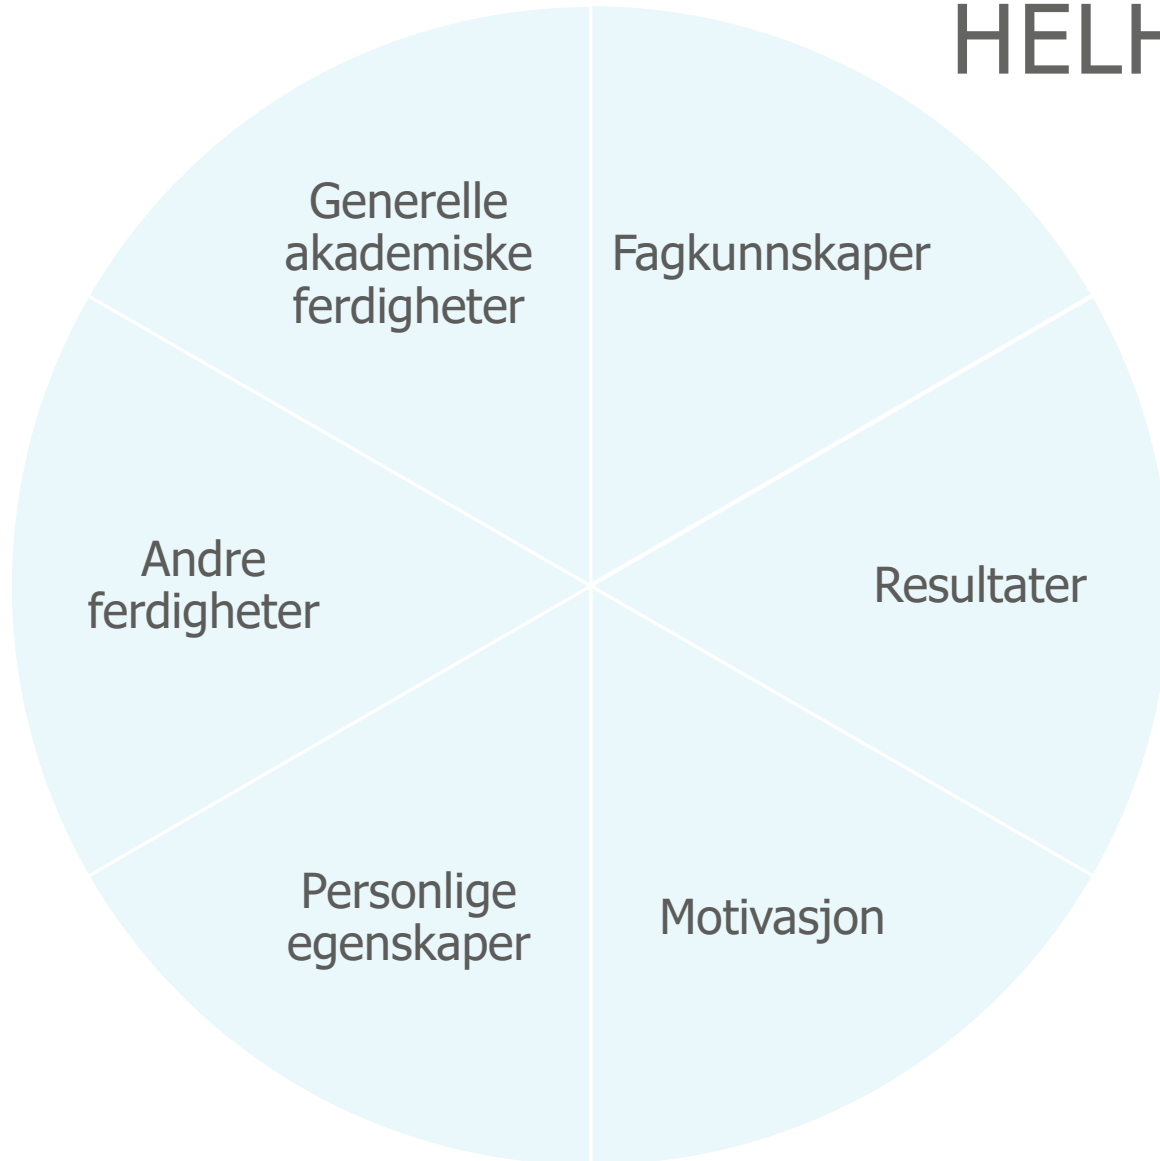 HELH
Generelle
akademiske
ferdigheter
Fagkunnskaper
Resultater
Motivasjon
Personlige
egenskaper
Andre
ferdigheter